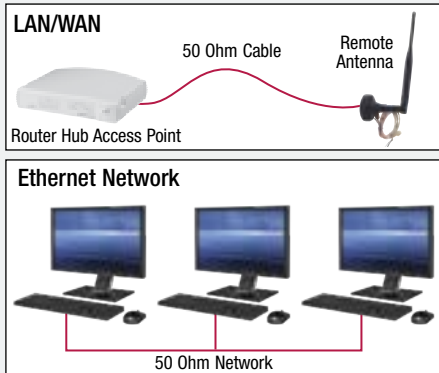 LAN/WAN
50 Ohm Cable
Remote
Antenna
Router Hub Access Point
Ethernet Network
50 Ohm Network